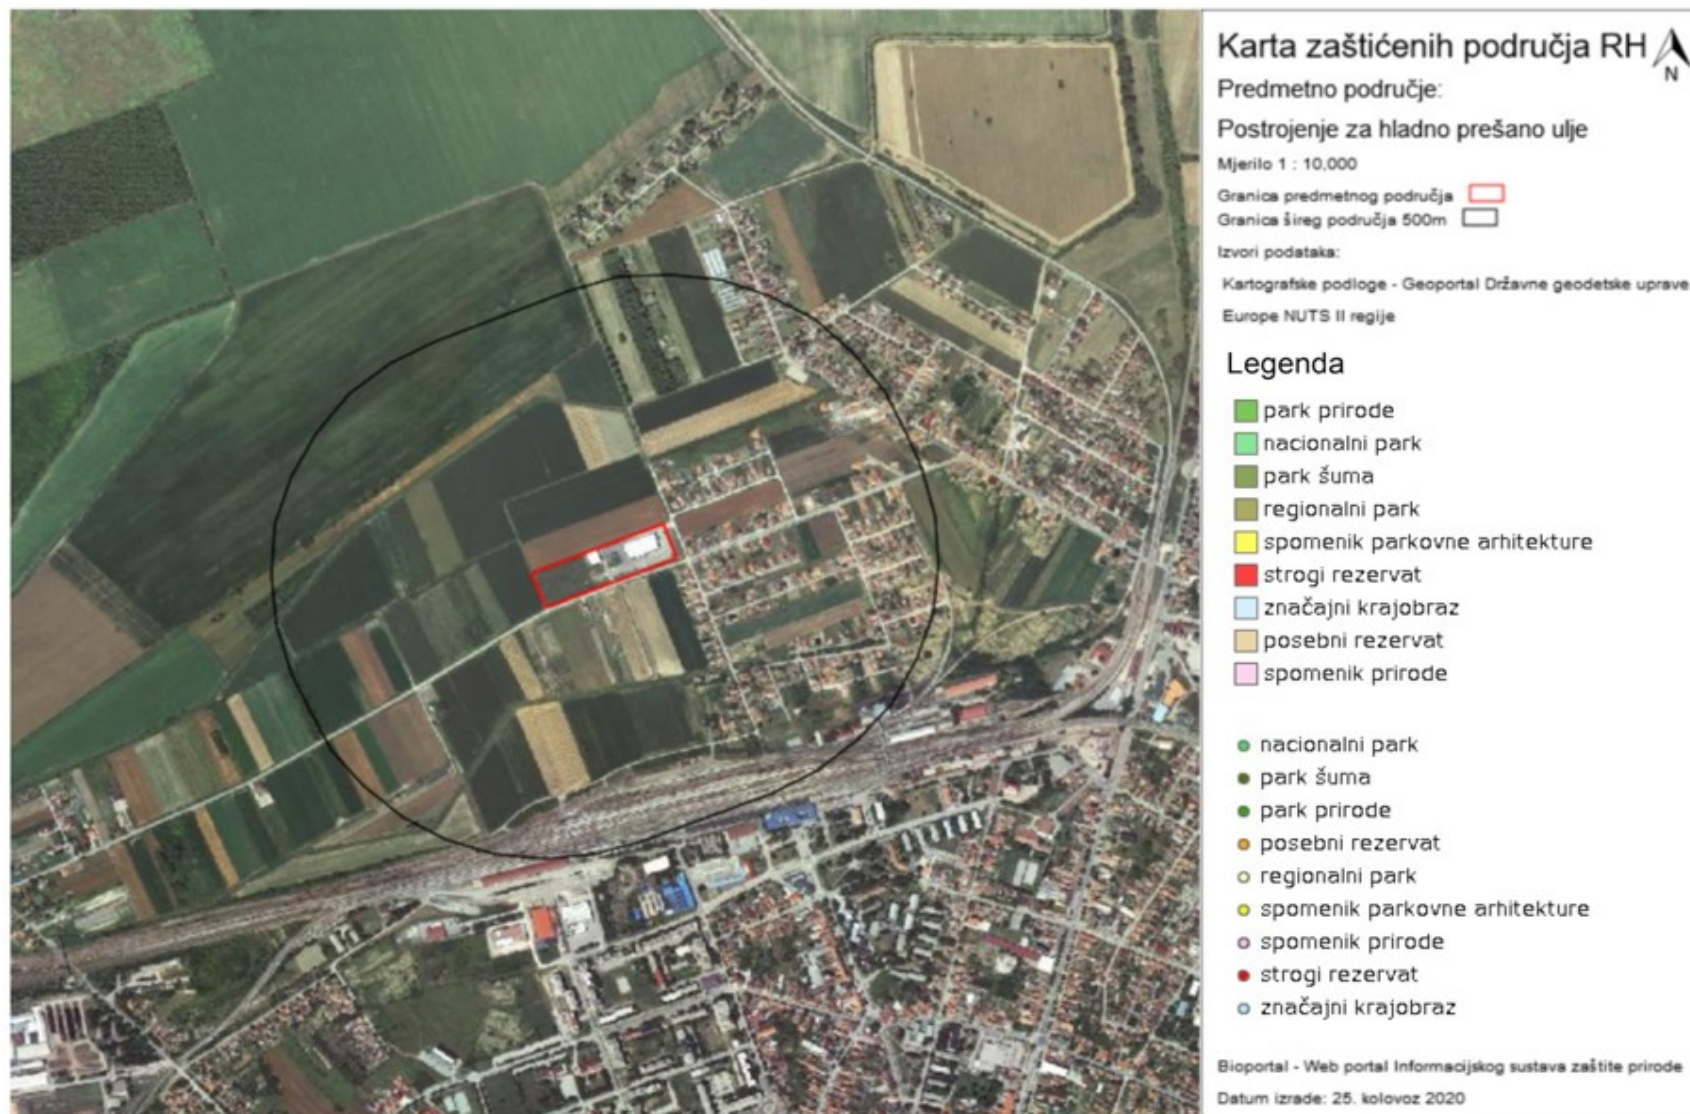 Karta zaštićenih područja RH
N
Predmetno područje:
Postrojenje za hladno prešano ulje
Mjerilo 1 : 10,000
Granica predmetnog područja
Granica šireg područja 500m
Izvori podataka:
Kartografske podloge - Geoportal Državne geodetske uprave
Europe NUTS II regije
Legenda
park prirode
nacionalni park
park šuma
regionalni park
spomenik parkovne arhitekture
strogi rezervat
značajni krajobraz
posebni rezervat
spomenik prirode
nacionalni park
park šuma
park prirode
posebni rezervat
regionalni park
spomenik parkovne arhitekture
spomenik prirode
strogi rezervat
značajni krajobraz
Bioportal - Web portal Informacijskog sustava zaštite prirode
Datum izrade: 25. kolovoz 2020